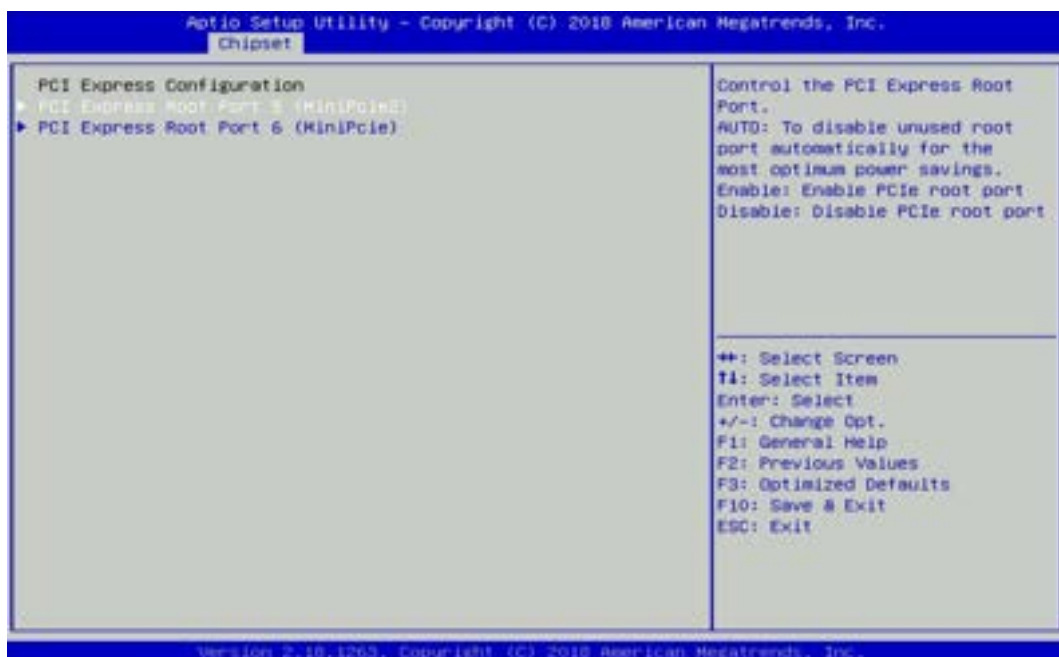 Aptio Setup Utility – Copyright (C) 2018 American Megatrends, Inc.
Chipset
PCI Express Configuration
PCI Express Root Port 5 (MiniPcie2)
PCI Express Root Port 6 (MiniPcie)
Control the PCI Express Root
Port.
AUTO: To disable unused root
port automatically for the
most optimum power savings.
Enable: Enable PCIe root port
Disable: Disable PCIe root port
→←: Select Screen
↑↓: Select Item
Enter: Select
+/-: Change Opt.
F1: General Help
F2: Previous Values
F3: Optimized Defaults
F10: Save & Exit
ESC: Exit
Version 2.18.1263. Copyright (C) 2018 American Megatrends, Inc.